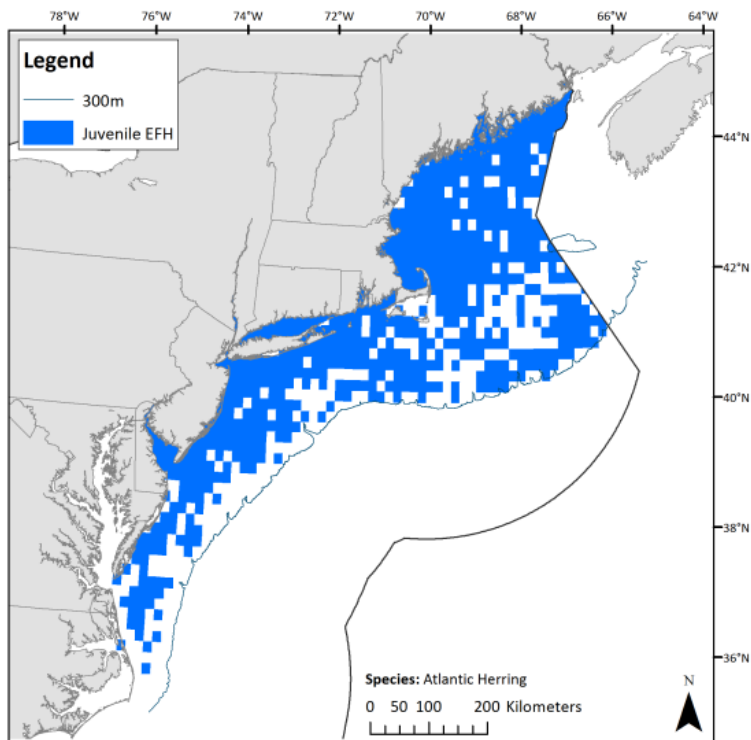 78°W 76°W 74°W 72°W 70°W 68°W 66°W 64°W
Legend
300m
Juvenile EFH
44°N
42°N
40°N
38°N
36°N
Species: Atlantic Herring
0 50 100 200 Kilometers
N